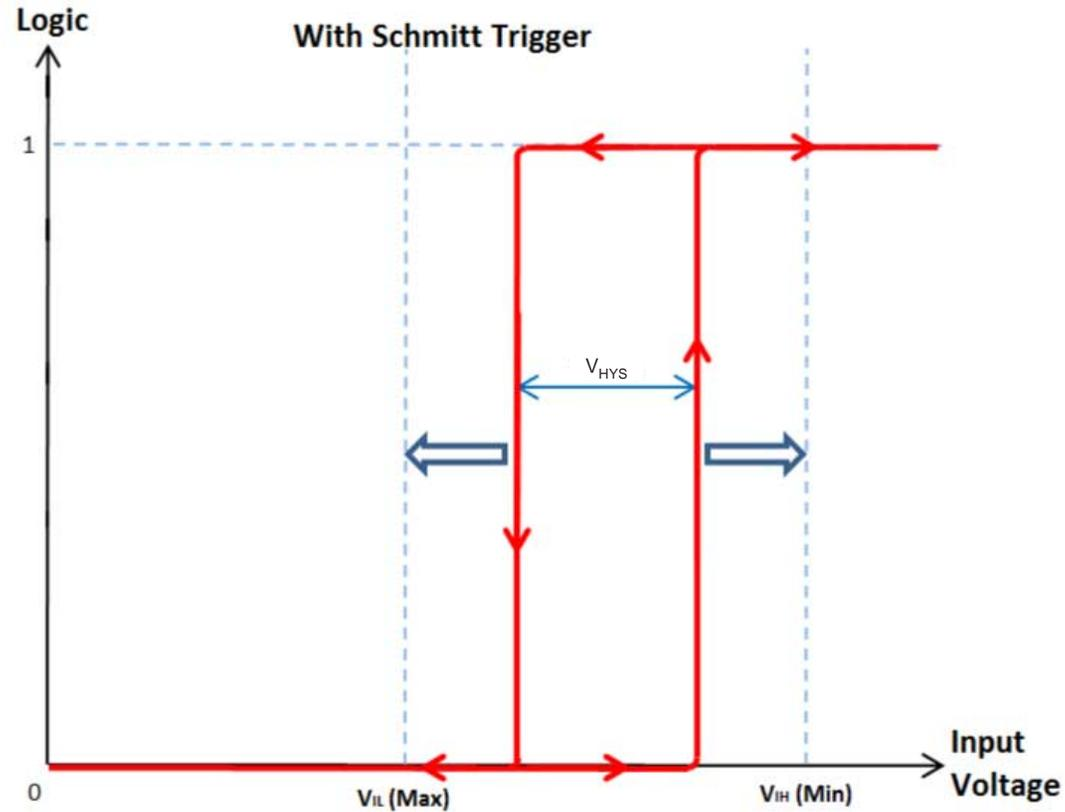 Logic
With Schmitt Trigger
1
VHYS
Input
Voltage
0
VIL (Max)
VIH (Min)